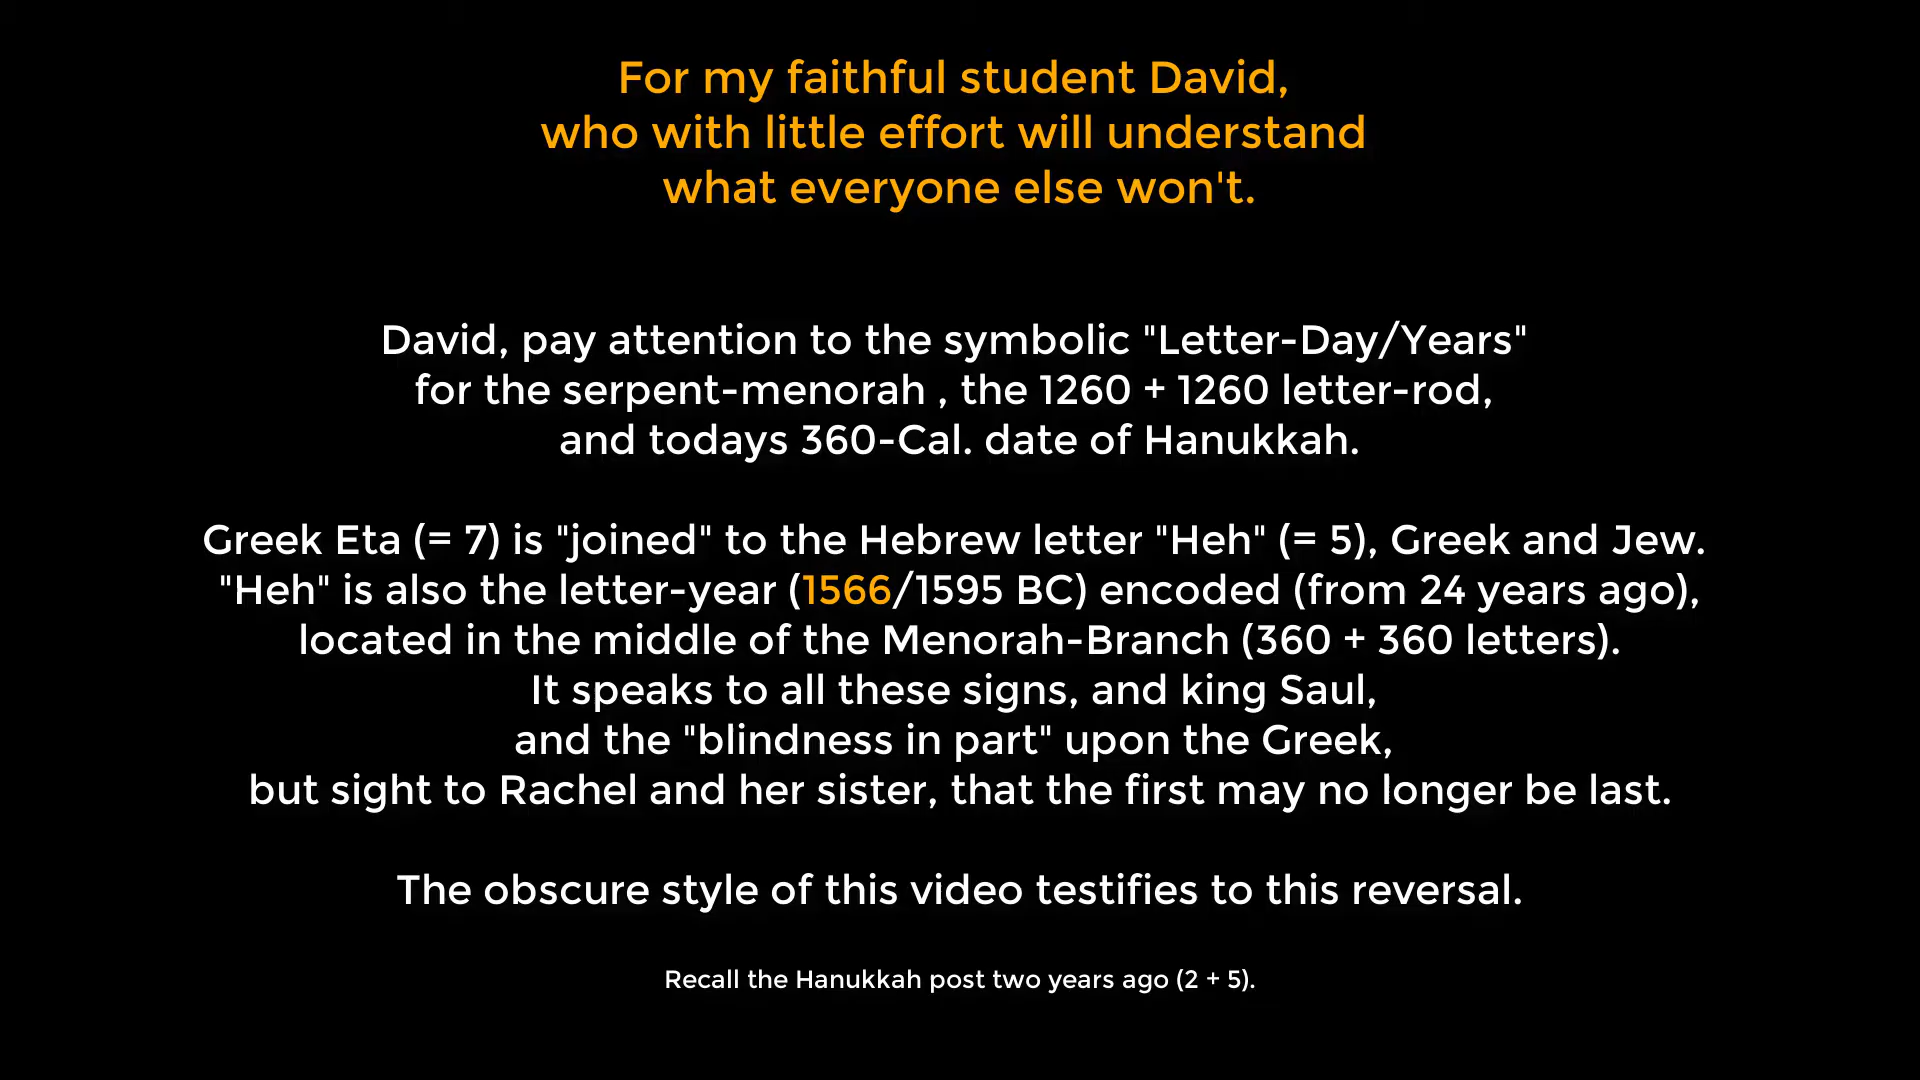 For my faithful student David,
who with little effort will understand
what everyone else won't.
David, pay attention to the symbolic "Letter-Day/Years"
for the serpent-menorah , the 1260 + 1260 letter-rod,
and todays 360-Cal. date of Hanukkah.
Greek Eta (= 7) is "joined" to the Hebrew letter "Heh" (= 5), Greek and Jew.
"Heh" is also the letter-year (1566/1595 BC) encoded (from 24 years ago),
located in the middle of the Menorah-Branch (360 + 360 letters).
It speaks to all these signs, and king Saul,
and the "blindness in part" upon the Greek,
but sight to Rachel and her sister, that the first may no longer be last.
The obscure style of this video testifies to this reversal.
Recall the Hanukkah post two years ago (2 + 5).